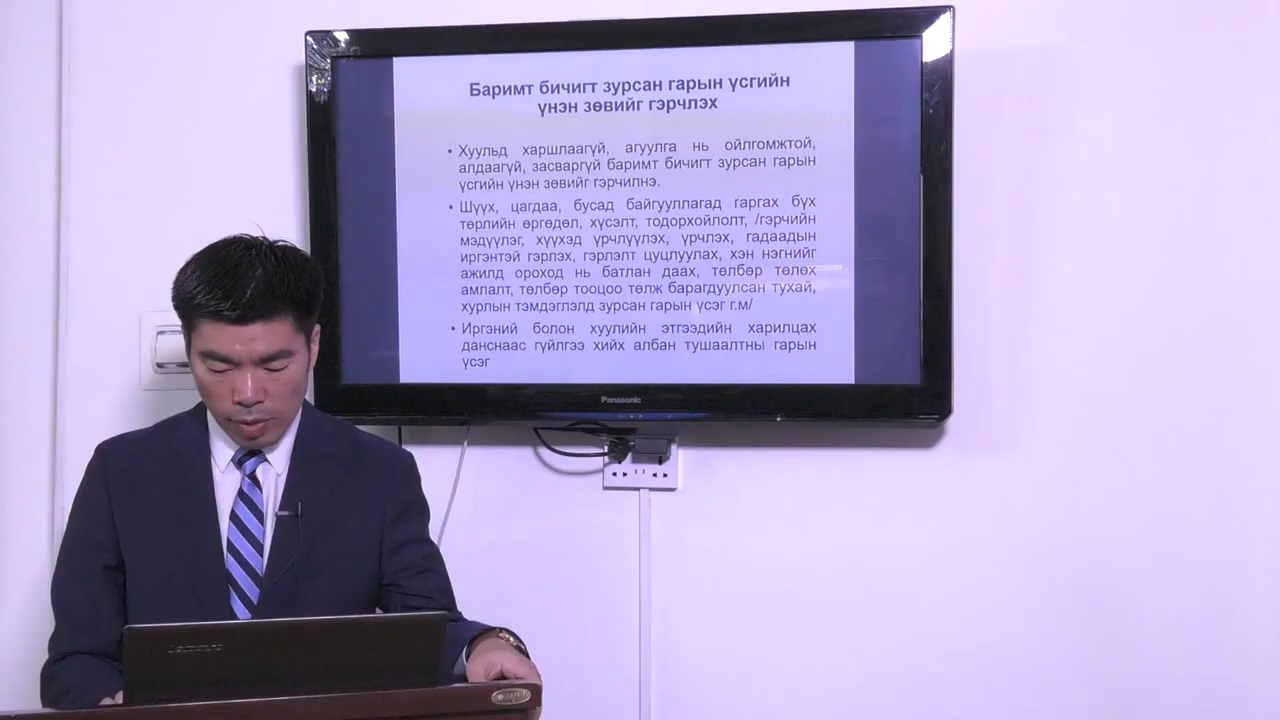 Баримт бичигт зурсан гарын үсгийн
үнэн зөвийг гэрчлэх
• Хуульд харшлаагүй, агуулга нь ойлгомжтой,
алдаагүй, засваргүй баримт бичигт зурсан гарын
үсгийн үнэн зөвийг гэрчилнэ.
• Шүүх, цагдаа, бусад байгууллагад гаргах бүх
төрлийн өргөдөл, хүсэлт, тодорхойлолт, /гэрчийн
мэдүүлэг, хүүхэд үрчлүүлэх, үрчлэх, гадаадын
иргэнтэй гэрлэх, гэрлэлт цуцлуулах, хэн нэгнийг
ажилд ороход нь батлан даах, төлбөр төлөх
амлалт, төлбөр тооцоо төлж барагдуулсан тухай,
хурлын тэмдэглэлд зурсан гарын үсэг г.м/
• Иргэний болон хуулийн этгээдийн харилцах
данснаас гүйлгээ хийх албан тушаалтны гарын
үсэг
Panasonic
lenovo